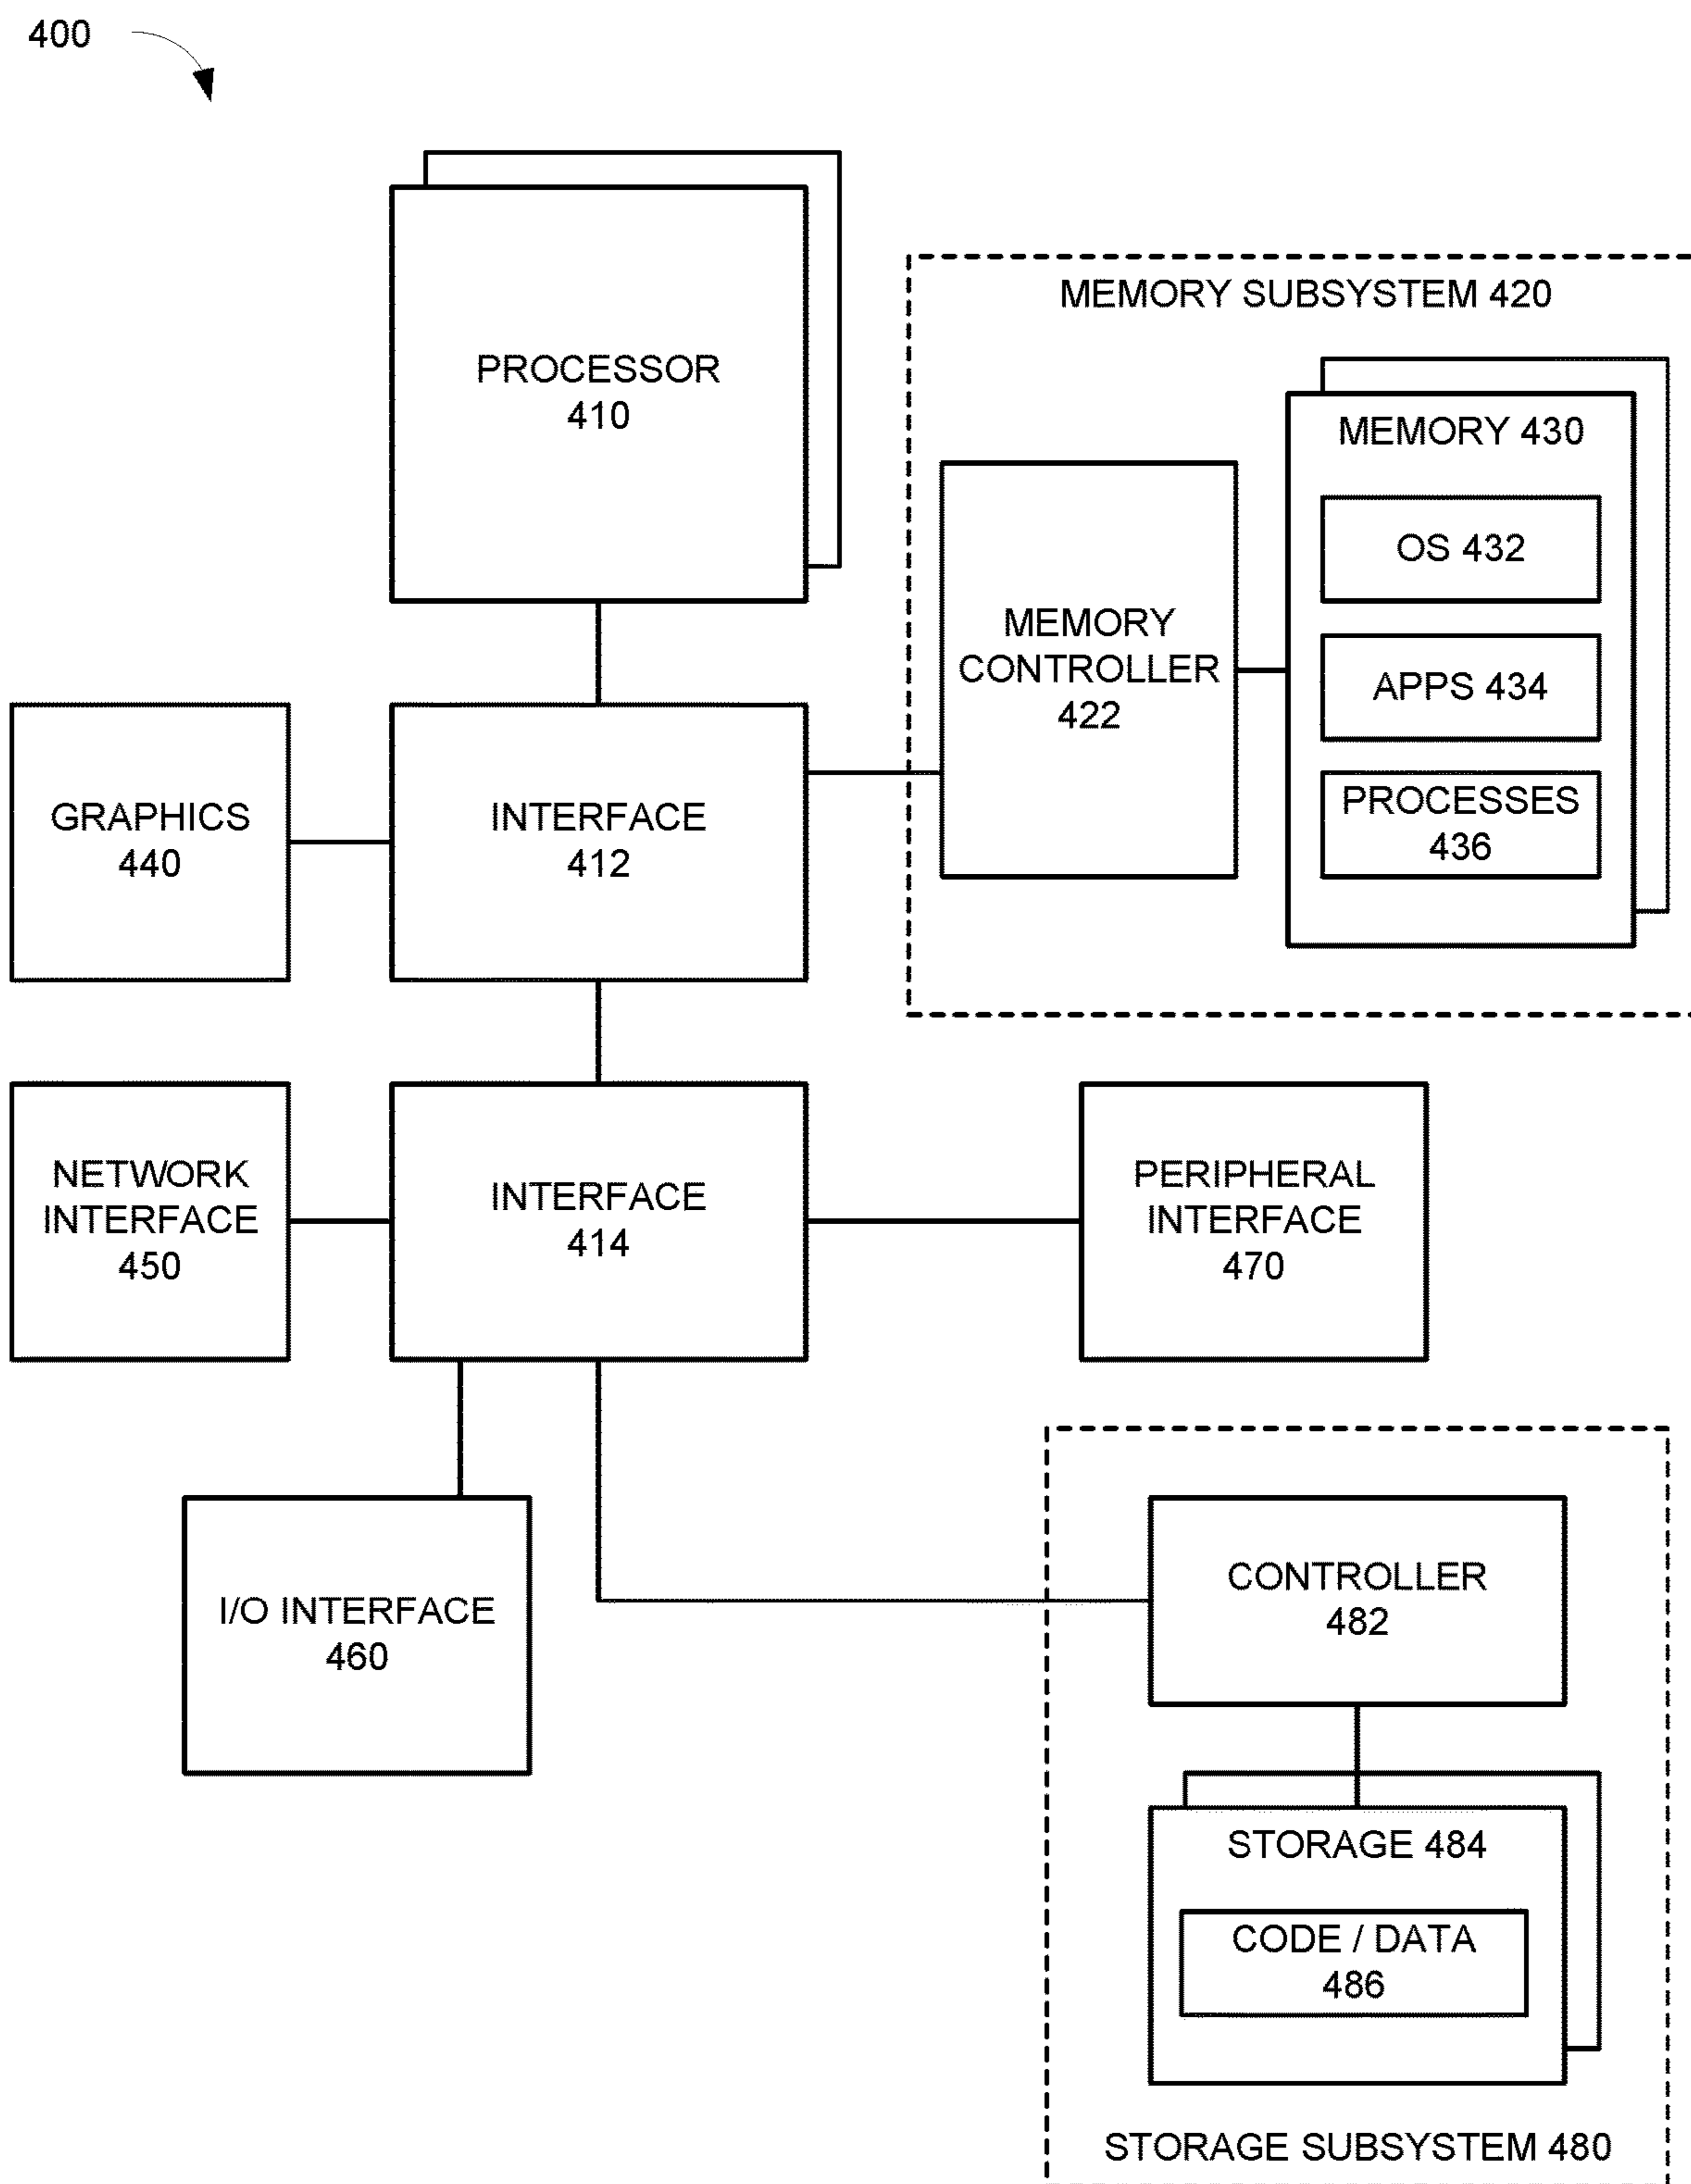 400
PROCESSOR
410
MEMORY SUBSYSTEM 420
MEMORY 430
OS 432
APPS 434
PROCESSES
436
MEMORY
CONTROLLER
422
GRAPHICS
440
INTERFACE
412
NETWORK
INTERFACE
450
INTERFACE
414
PERIPHERAL
INTERFACE
470
I/O INTERFACE
460
CONTROLLER
482
STORAGE 484
CODE / DATA
486
STORAGE SUBSYSTEM 480